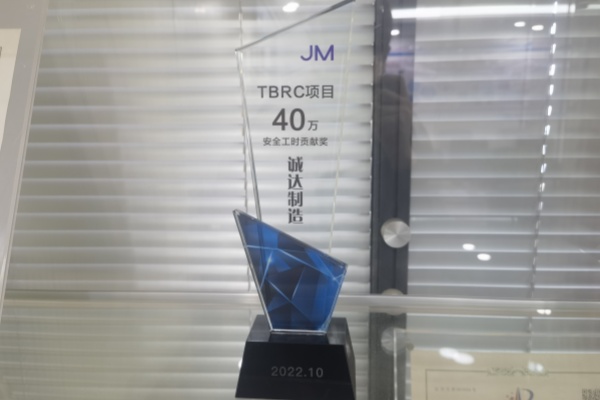 JM
TBRC项目
40万
安全工时贡献奖
诚达制造
2022.10